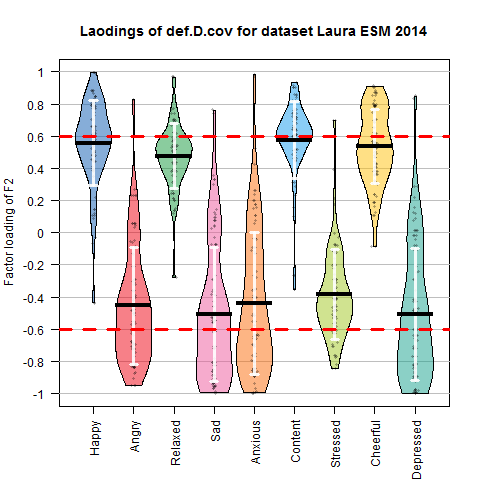 Laodings of def.D.cov for dataset Laura ESM 2014
Factor loading of F2
1
0.8
0.6
0.4
0.2
0
-0.2
-0.4
-0.6
-0.8
-1
Happy
Angry
Relaxed
Sad
Anxious
Content
Stressed
Cheerful
Depressed